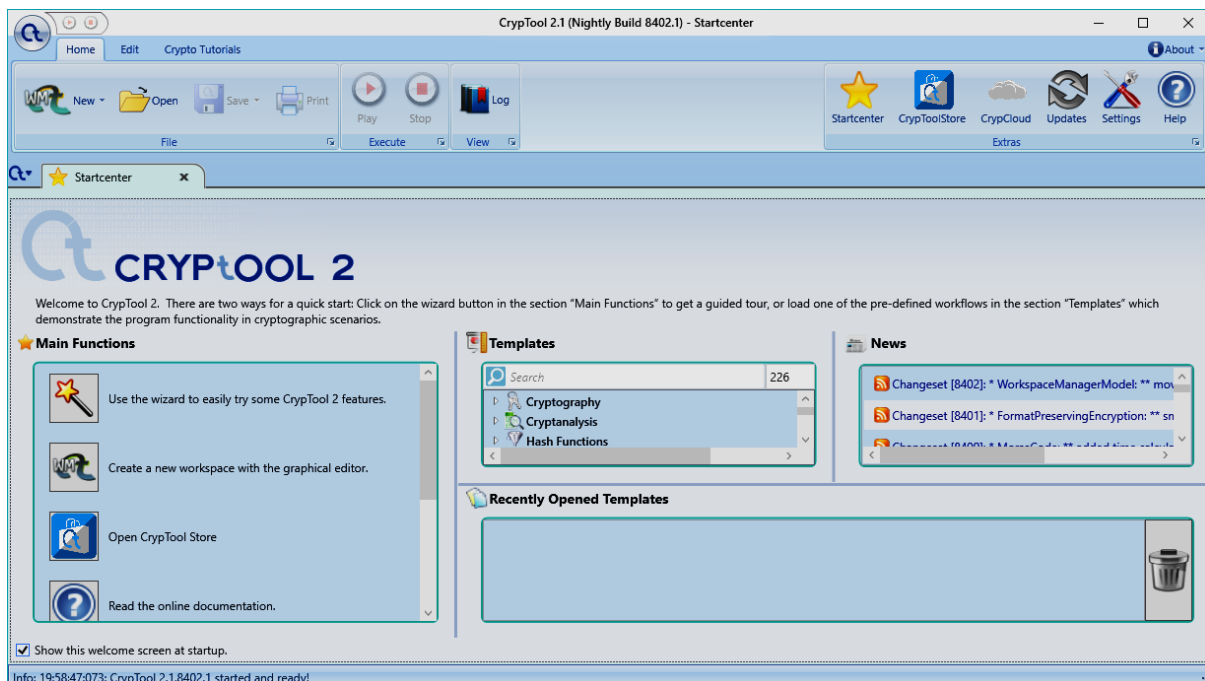 CrypTool 2.1 (Nightly Build 8402.1) - Startcenter
Home Edit Crypto Tutorials About
New Open Save Print Play Stop Log Startcenter CrypToolStore CrypCloud Updates Settings Help
File Execute View Extras
Startcenter
CRYPtOOL 2
Welcome to CrypTool 2. There are two ways for a quick start: Click on the wizard button in the section "Main Functions" to get a guided tour, or load one of the pre-defined workflows in the section "Templates" which
demonstrate the program functionality in cryptographic scenarios.
Main Functions
Use the wizard to easily try some CrypTool 2 features.
Create a new workspace with the graphical editor.
Open CrypTool Store
Read the online documentation.
Templates
Search 226
Cryptography
Cryptanalysis
Hash Functions
News
Changeset [8402]: * WorkspaceManagerModel: ** mov
Changeset [8401]: * FormatPreservingEncryption: ** sn
Changeset [8400]: * MorseCode: ** added time calcula
Recently Opened Templates
Show this welcome screen at startup.
Info: 19:58:47:073: CrypTool 2.1.8402.1 started and ready!